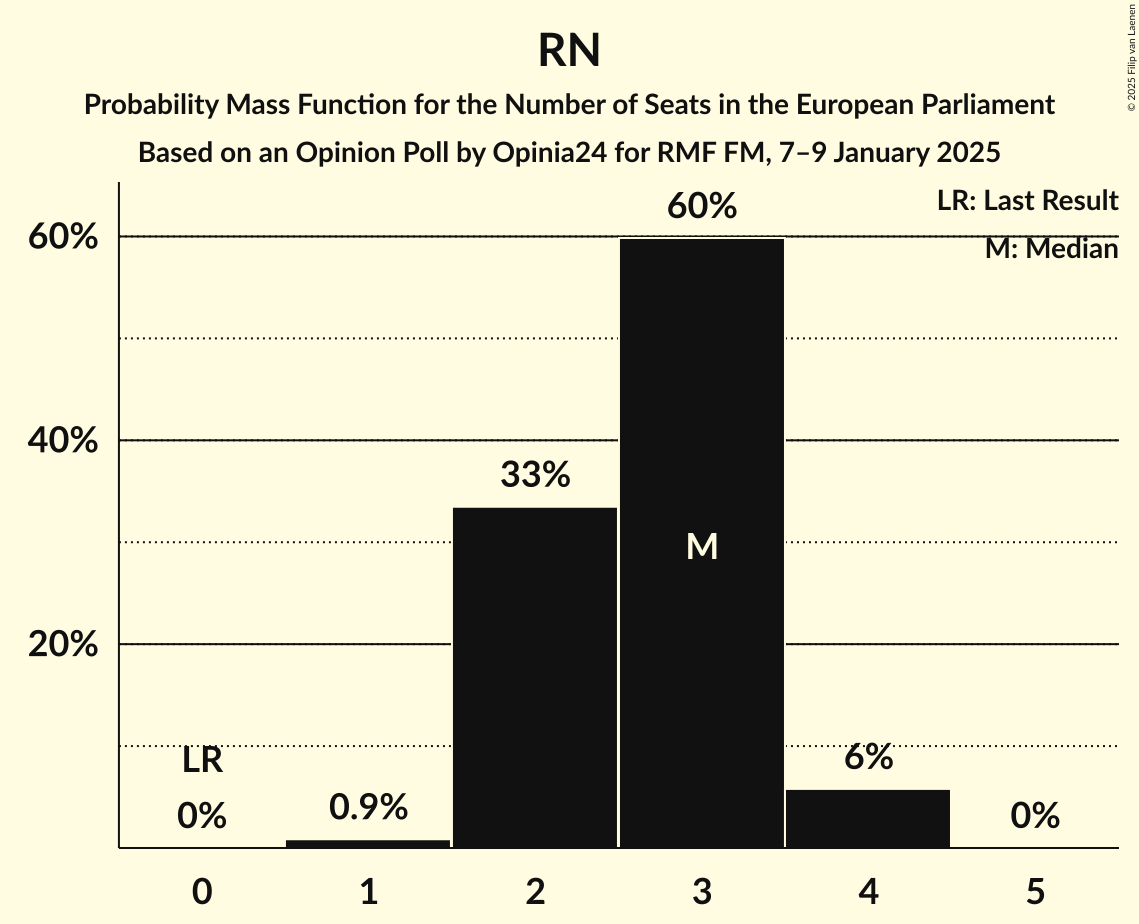 RN
Probability Mass Function for the Number of Seats in the European Parliament
Based on an Opinion Poll by Opinia24 for RMF FM, 7–9 January 2025
© 2025 Filip van Laenen
LR: Last Result
M: Median
60%
40%
20%
LR
0%
0.9%
33%
60%
M
6%
0%
0
1
2
3
4
5